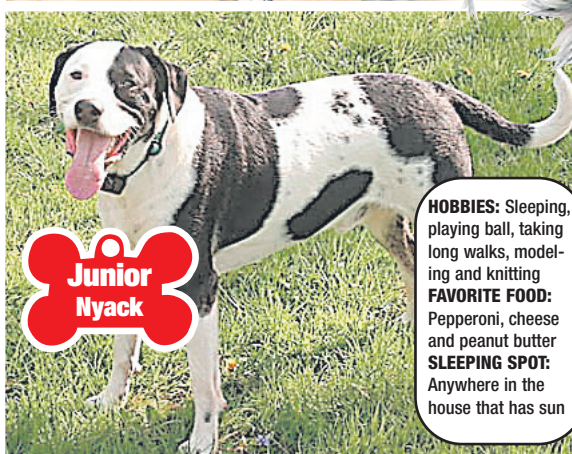 Junior
Nyack
HOBBIES: Sleeping,
playing ball, taking
long walks, model-
ing and knitting
FAVORITE FOOD:
Pepperoni, cheese
and peanut butter
SLEEPING SPOT:
Anywhere in the
house that has sun